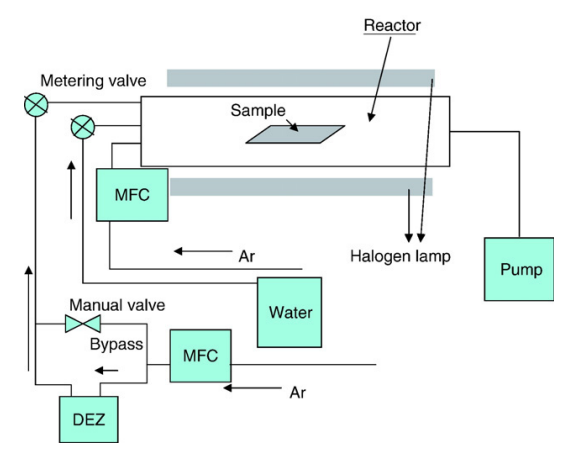 Reactor
Metering valve
Sample
MFC
Ar
Halogen lamp
Pump
Water
Manual valve
Bypass
MFC
Ar
DEZ